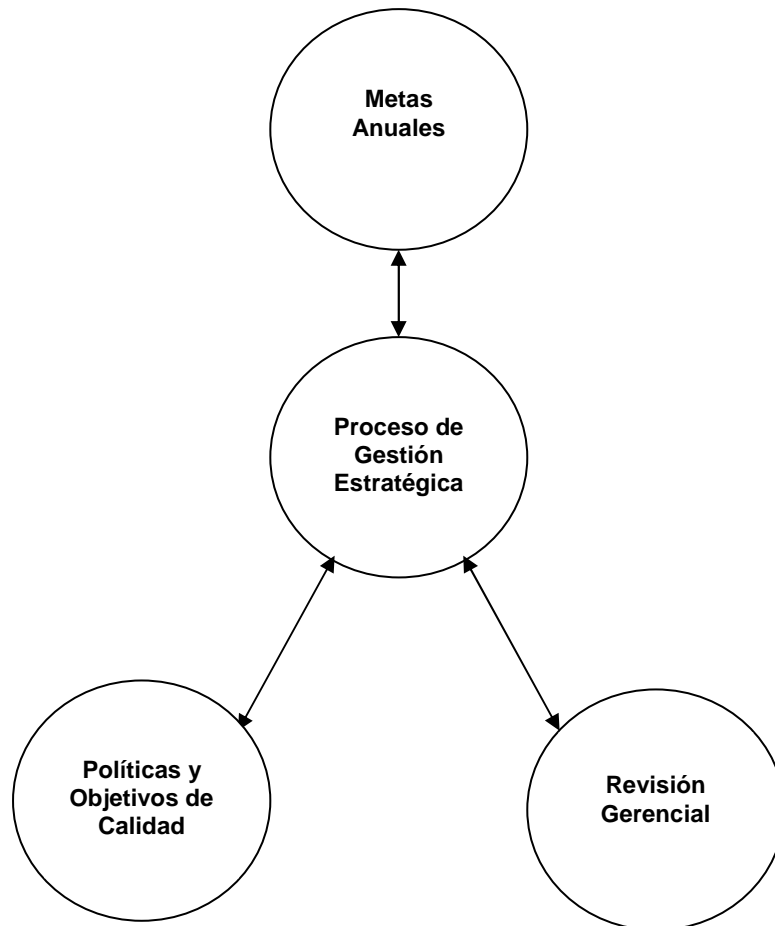 Metas
Anuales
Proceso de
Gestión
Estratégica
Políticas y
Objetivos de
Calidad
Revisión
Gerencial